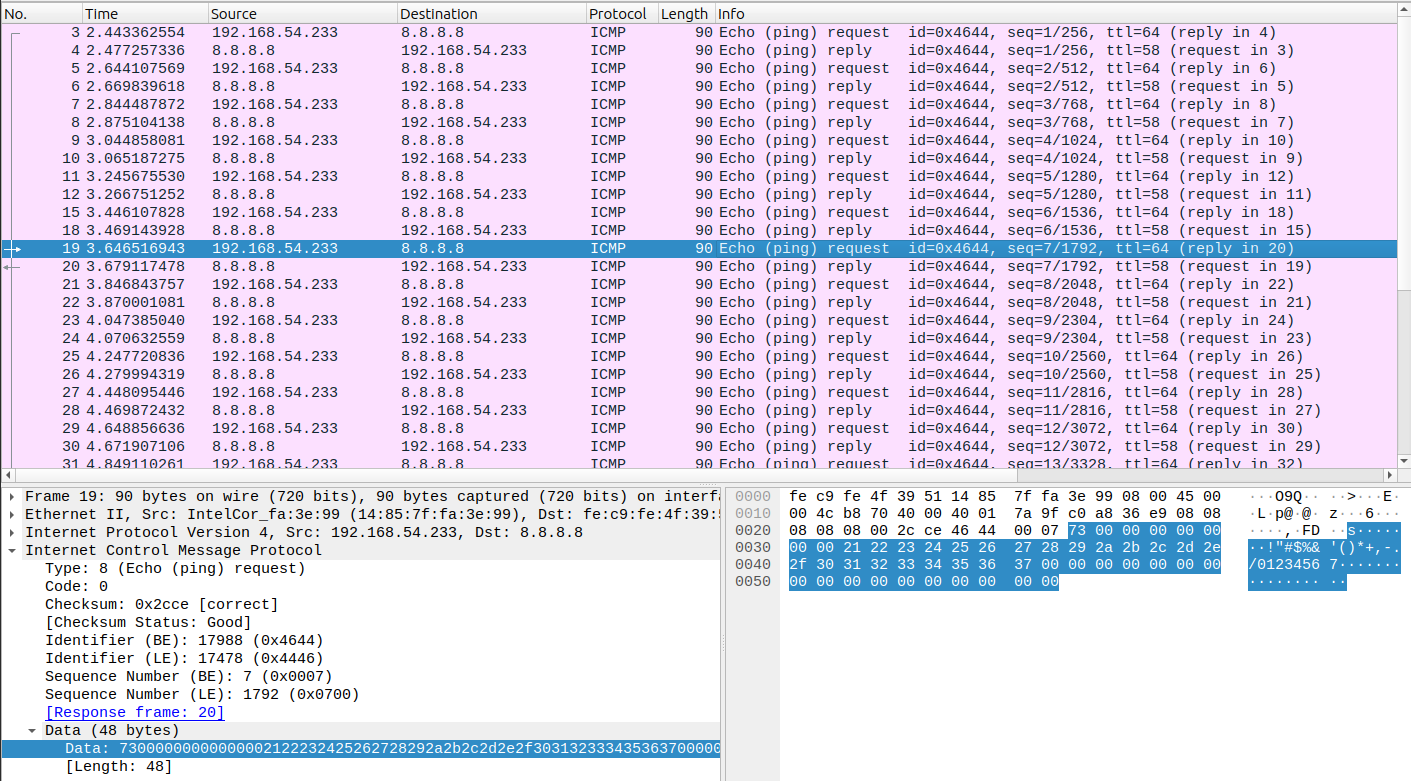 No. Time Source Destination Protocol Length Info
3 2.443362554 192.168.54.233 8.8.8.8 ICMP 90 Echo (ping) request id=0x4644, seq=1/256, ttl=64 (reply in 4)
4 2.477257336 8.8.8.8 192.168.54.233 ICMP 90 Echo (ping) reply id=0x4644, seq=1/256, ttl=58 (request in 3)
5 2.644107569 192.168.54.233 8.8.8.8 ICMP 90 Echo (ping) request id=0x4644, seq=2/512, ttl=64 (reply in 6)
6 2.669839618 8.8.8.8 192.168.54.233 ICMP 90 Echo (ping) reply id=0x4644, seq=2/512, ttl=58 (request in 5)
7 2.844487872 192.168.54.233 8.8.8.8 ICMP 90 Echo (ping) request id=0x4644, seq=3/768, ttl=64 (reply in 8)
8 2.875104138 8.8.8.8 192.168.54.233 ICMP 90 Echo (ping) reply id=0x4644, seq=3/768, ttl=58 (request in 7)
9 3.044858081 192.168.54.233 8.8.8.8 ICMP 90 Echo (ping) request id=0x4644, seq=4/1024, ttl=64 (reply in 10)
10 3.065187275 8.8.8.8 192.168.54.233 ICMP 90 Echo (ping) reply id=0x4644, seq=4/1024, ttl=58 (request in 9)
11 3.245675530 192.168.54.233 8.8.8.8 ICMP 90 Echo (ping) request id=0x4644, seq=5/1280, ttl=64 (reply in 12)
12 3.266751252 8.8.8.8 192.168.54.233 ICMP 90 Echo (ping) reply id=0x4644, seq=5/1280, ttl=58 (request in 11)
15 3.446107828 192.168.54.233 8.8.8.8 ICMP 90 Echo (ping) request id=0x4644, seq=6/1536, ttl=64 (reply in 18)
18 3.469143928 8.8.8.8 192.168.54.233 ICMP 90 Echo (ping) reply id=0x4644, seq=6/1536, ttl=58 (request in 15)
19 3.646516943 192.168.54.233 8.8.8.8 ICMP 90 Echo (ping) request id=0x4644, seq=7/1792, ttl=64 (reply in 20)
20 3.679117478 8.8.8.8 192.168.54.233 ICMP 90 Echo (ping) reply id=0x4644, seq=7/1792, ttl=58 (request in 19)
21 3.846843757 192.168.54.233 8.8.8.8 ICMP 90 Echo (ping) request id=0x4644, seq=8/2048, ttl=64 (reply in 22)
22 3.870001081 8.8.8.8 192.168.54.233 ICMP 90 Echo (ping) reply id=0x4644, seq=8/2048, ttl=58 (request in 21)
23 4.047385040 192.168.54.233 8.8.8.8 ICMP 90 Echo (ping) request id=0x4644, seq=9/2304, ttl=64 (reply in 24)
24 4.070632559 8.8.8.8 192.168.54.233 ICMP 90 Echo (ping) reply id=0x4644, seq=9/2304, ttl=58 (request in 23)
25 4.247720836 192.168.54.233 8.8.8.8 ICMP 90 Echo (ping) request id=0x4644, seq=10/2560, ttl=64 (reply in 26)
26 4.279994319 8.8.8.8 192.168.54.233 ICMP 90 Echo (ping) reply id=0x4644, seq=10/2560, ttl=58 (request in 25)
27 4.448095446 192.168.54.233 8.8.8.8 ICMP 90 Echo (ping) request id=0x4644, seq=11/2816, ttl=64 (reply in 28)
28 4.469872432 8.8.8.8 192.168.54.233 ICMP 90 Echo (ping) reply id=0x4644, seq=11/2816, ttl=58 (request in 27)
29 4.648856636 192.168.54.233 8.8.8.8 ICMP 90 Echo (ping) request id=0x4644, seq=12/3072, ttl=64 (reply in 30)
30 4.671907106 8.8.8.8 192.168.54.233 ICMP 90 Echo (ping) reply id=0x4644, seq=12/3072, ttl=58 (request in 29)
31 4.849110261 192.168.54.233 8.8.8.8 ICMP 90 Echo (ping) request id=0x4644, seq=13/3328, ttl=64 (reply in 32)
Frame 19: 90 bytes on wire (720 bits), 90 bytes captured (720 bits) on interfa
Ethernet II, Src: IntelCor_fa:3e:99 (14:85:7f:fa:3e:99), Dst: fe:c9:fe:4f:39:5
Internet Protocol Version 4, Src: 192.168.54.233, Dst: 8.8.8.8
Internet Control Message Protocol
Type: 8 (Echo (ping) request)
Code: 0
Checksum: 0x2cce [correct]
[Checksum Status: Good]
Identifier (BE): 17988 (0x4644)
Identifier (LE): 17478 (0x4446)
Sequence Number (BE): 7 (0x0007)
Sequence Number (LE): 1792 (0x0700)
[Response frame: 20]
Data (48 bytes)
Data: 73000000000000002122232425262728292a2b2c2d2e2f30313233343536370000
[Length: 48]
0000 fe c9 fe 4f 39 51 14 85 7f fa 3e 99 08 00 45 00 ···O9Q·· ··>···E·
0010 00 4c b8 70 40 00 40 01 7a 9f c0 a8 36 e9 08 08 ·L·p@·@· z···6···
0020 08 08 08 00 2c ce 46 44 00 07 73 00 00 00 00 00 ····,·FD ··s·····
0030 00 00 21 22 23 24 25 26 27 28 29 2a 2b 2c 2d 2e ··!"#$%& '()*+,-.
0040 2f 30 31 32 33 34 35 36 37 00 00 00 00 00 00 00 /0123456 7·······
0050 00 00 00 00 00 00 00 00 00 00 ········ ··